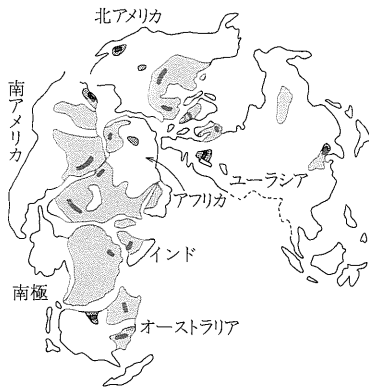 北アメリカ
南アメリカ
ユーラシア
アフリカ
インド
南極
オーストラリア